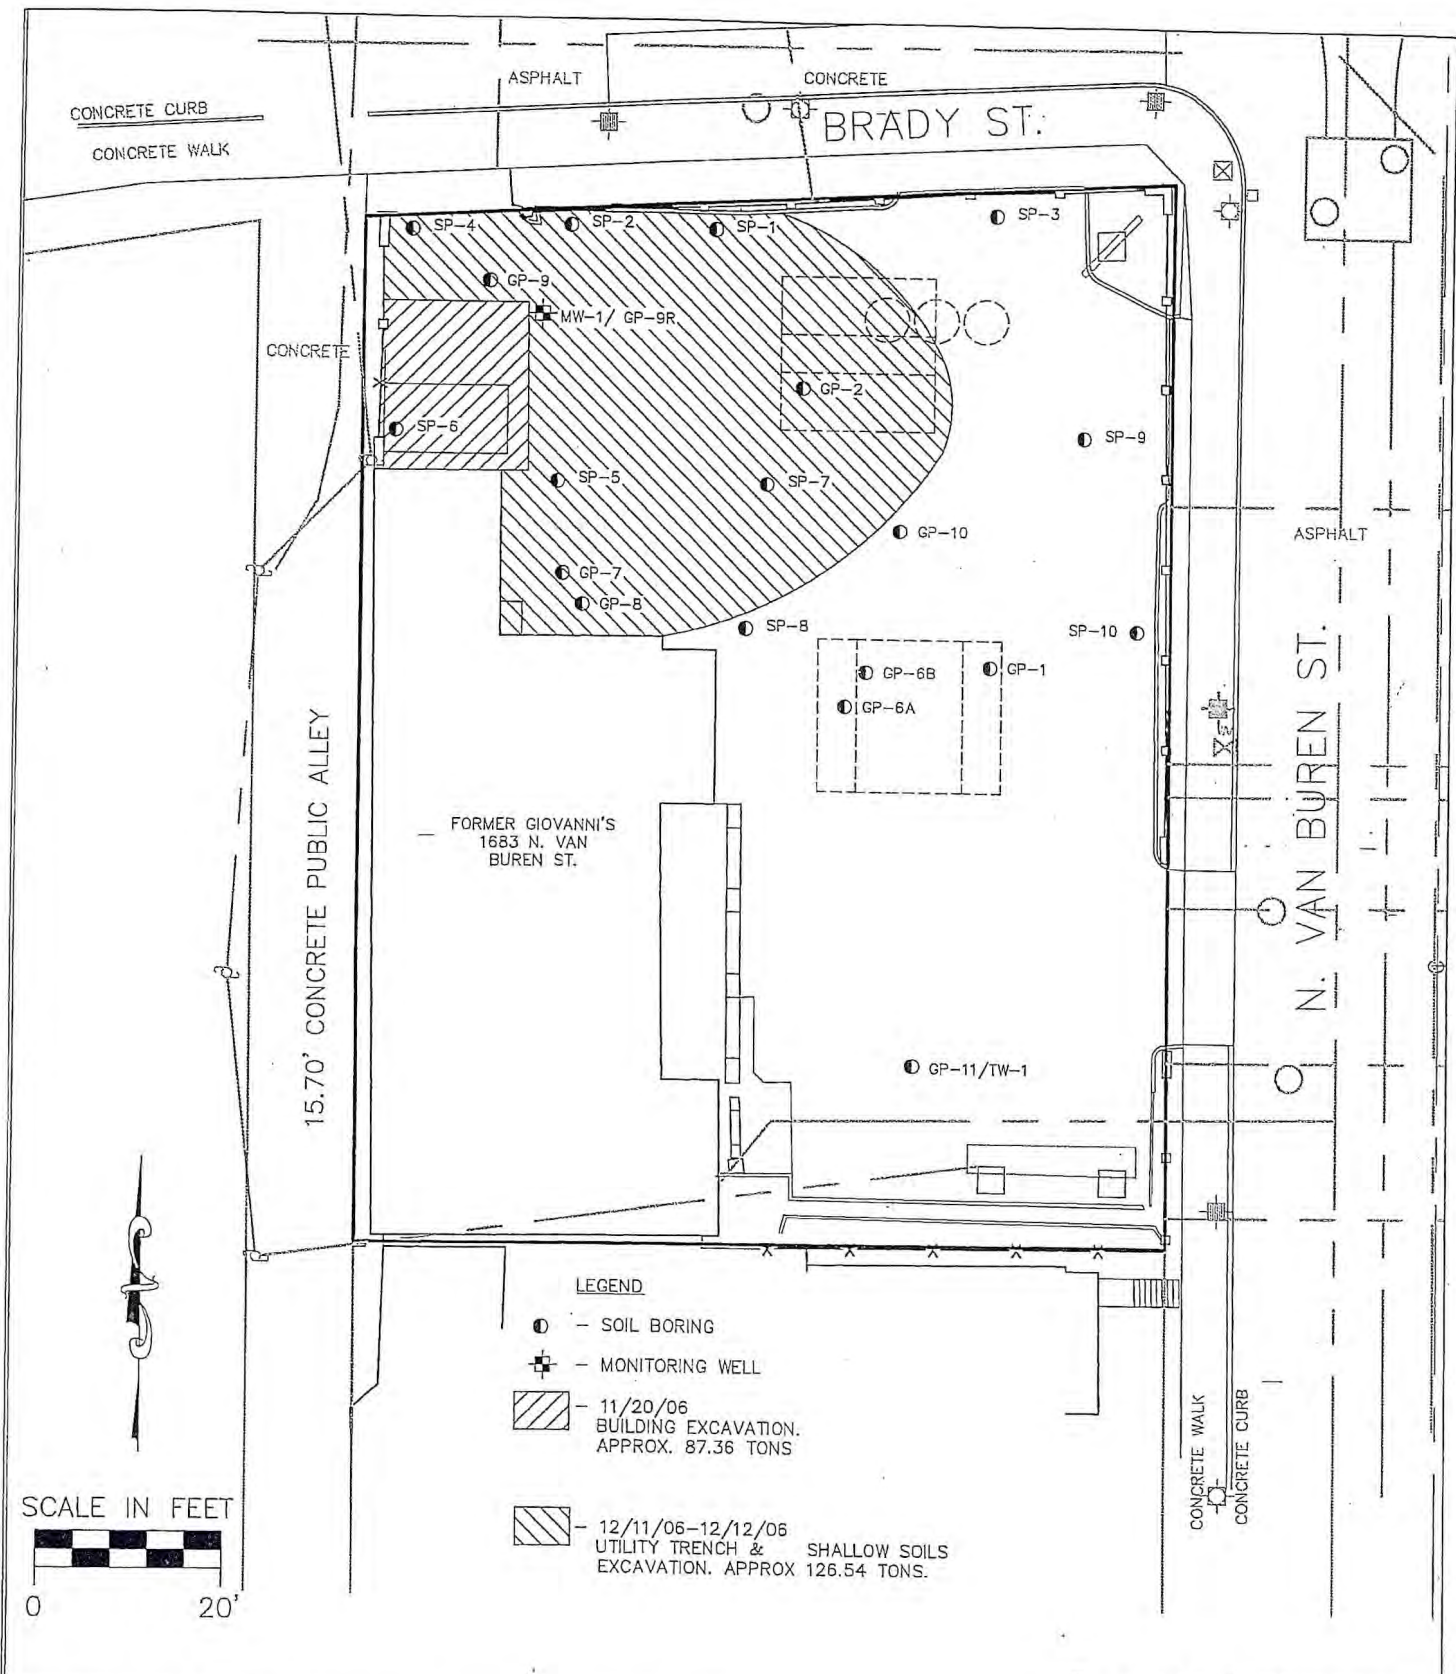 ASPHALT
CONCRETE
CONCRETE CURB
CONCRETE WALK
BRADY ST.
SP-4
SP-2
SP-1
SP-3
GP-9
MW-1/ GP-9R
CONCRETE
GP-2
SP-6
SP-9
SP-5
SP-7
GP-10
ASPHALT
GP-7
GP-8
SP-8
SP-10
GP-6B
GP-1
GP-6A
N. VAN BUREN ST.
15.70' CONCRETE PUBLIC ALLEY
FORMER GIOVANNI'S
1683 N. VAN
BUREN ST.
GP-11/TW-1
LEGEND
- SOIL BORING
- MONITORING WELL
- 11/20/06
BUILDING EXCAVATION.
APPROX. 87.36 TONS
- 12/11/06-12/12/06
UTILITY TRENCH & SHALLOW SOILS
EXCAVATION. APPROX 126.54 TONS.
CONCRETE WALK
CONCRETE CURB
SCALE IN FEET
0 20'